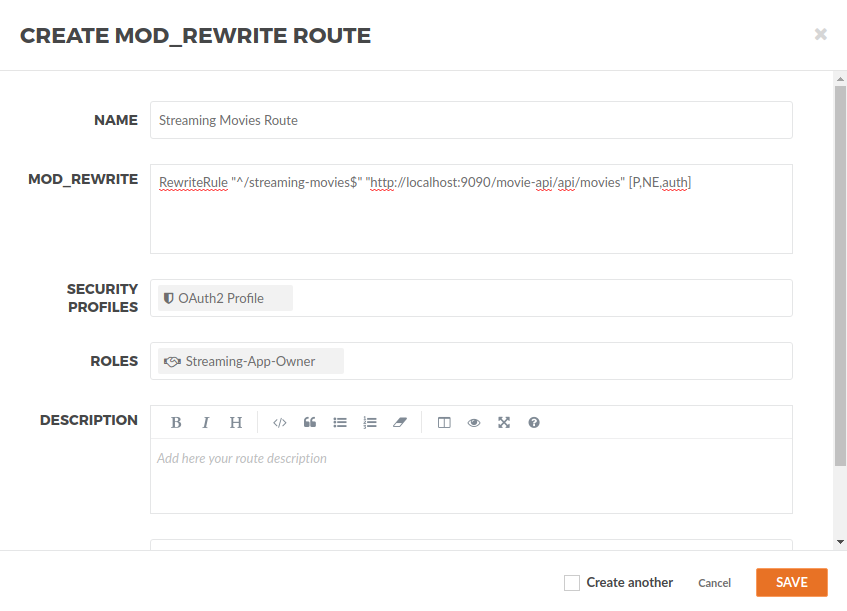 CREATE MOD_REWRITE ROUTE
NAME
Streaming Movies Route
MOD_REWRITE
RewriteRule "^/streaming-movies$" "http://localhost:9090/movie-api/api/movies" [P,NE,auth]
SECURITY
PROFILES
OAuth2 Profile
ROLES
Streaming-App-Owner
DESCRIPTION
B I H
Add here your route description
Create another
Cancel
SAVE